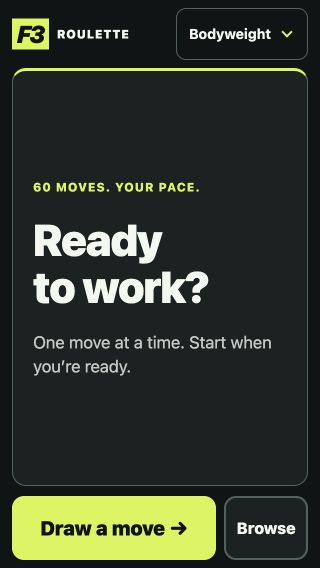 F3 ROULETTE
Bodyweight
60 MOVES. YOUR PACE.
Ready
to work?
One move at a time. Start when
you’re ready.
Draw a move →
Browse